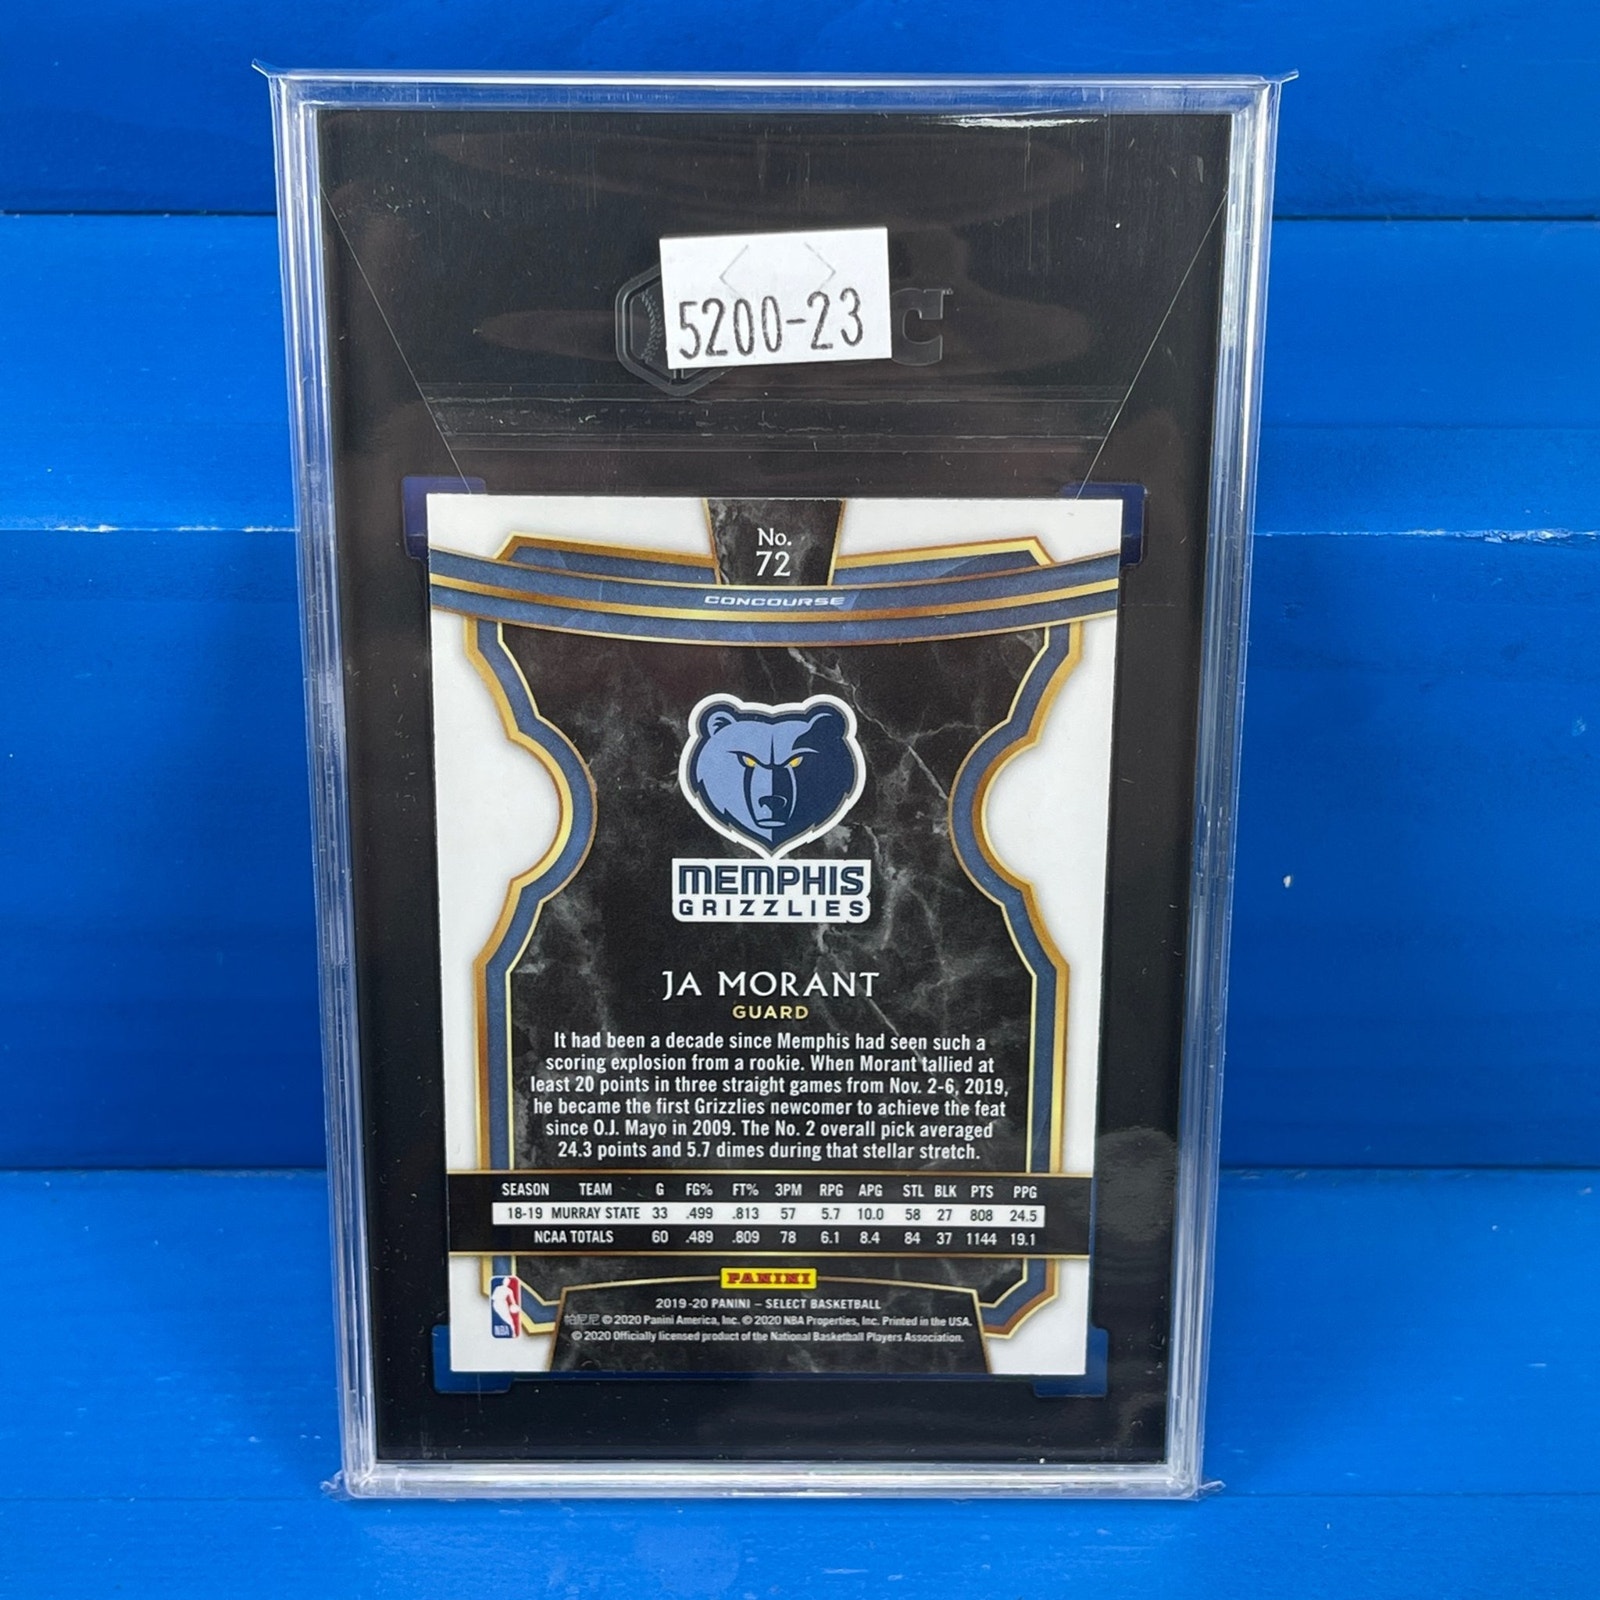 5200-23
No.
72
CONCOURSE
MEMPHIS
GRIZZLIES
JA MORANT
GUARD
It had been a decade since Memphis had seen such a
scoring explosion from a rookie. When Morant tallied at
least 20 points in three straight games from Nov. 2-6, 2019,
he became the first Grizzlies newcomer to achieve the feat
since O.J. Mayo in 2009. The No. 2 overall pick averaged
24.3 points and 5.7 dimes during that stellar stretch.
SEASON TEAM G FG% FT% 3PM RPG APG STL BLK PTS PPG
18-19 MURRAY STATE 33 .499 .813 57 5.7 10.0 58 27 808 24.5
NCAA TOTALS 60 .489 .809 78 6.1 8.4 84 37 1144 19.1
PANINI
2019-20 PANINI – SELECT BASKETBALL
帕尼尼 © 2020 Panini America, Inc. © 2020 NBA Properties, Inc. Printed in the USA.
© 2020 Officially licensed product of the National Basketball Players Association.
NBA